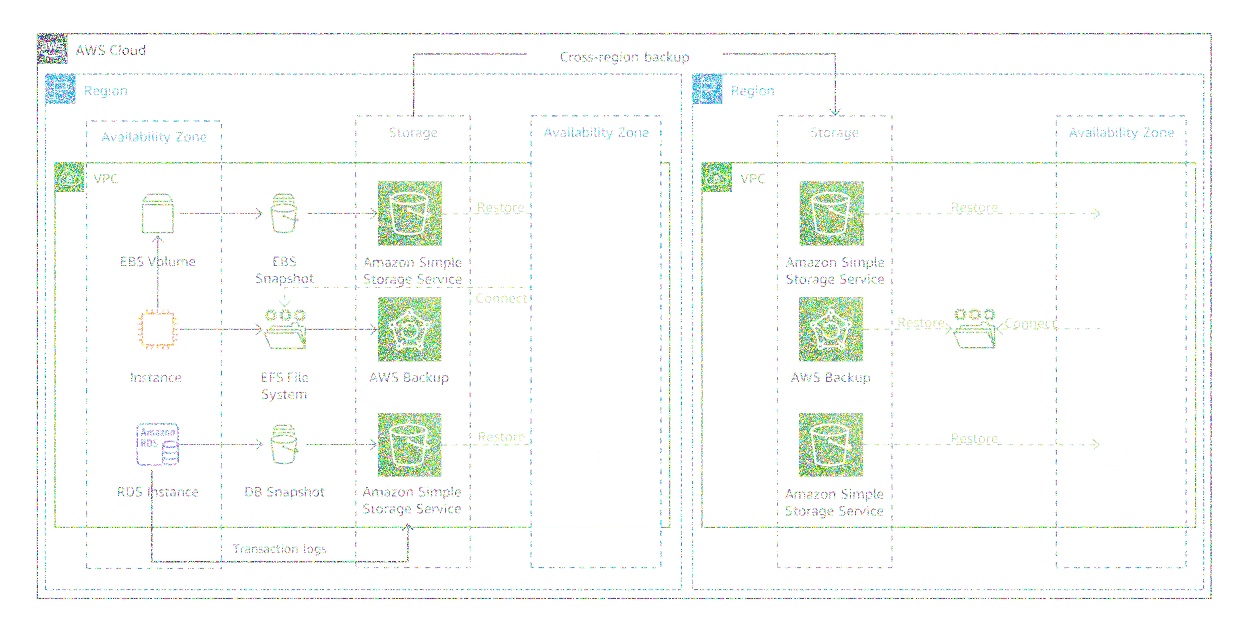 aws AWS Cloud
Cross-region backup
Region
Region
Availability Zone
Storage
Availability Zone
Storage
Availability Zone
VPC
VPC
Restore
Restore
EBS Volume
EBS
Snapshot
Amazon Simple
Storage Service
Amazon Simple
Storage Service
Connect
Restore
Connect
Instance
EFS File
System
AWS Backup
AWS Backup
Amazon
RDS
Restore
Restore
RDS Instance
DB Snapshot
Amazon Simple
Storage Service
Amazon Simple
Storage Service
Transaction logs